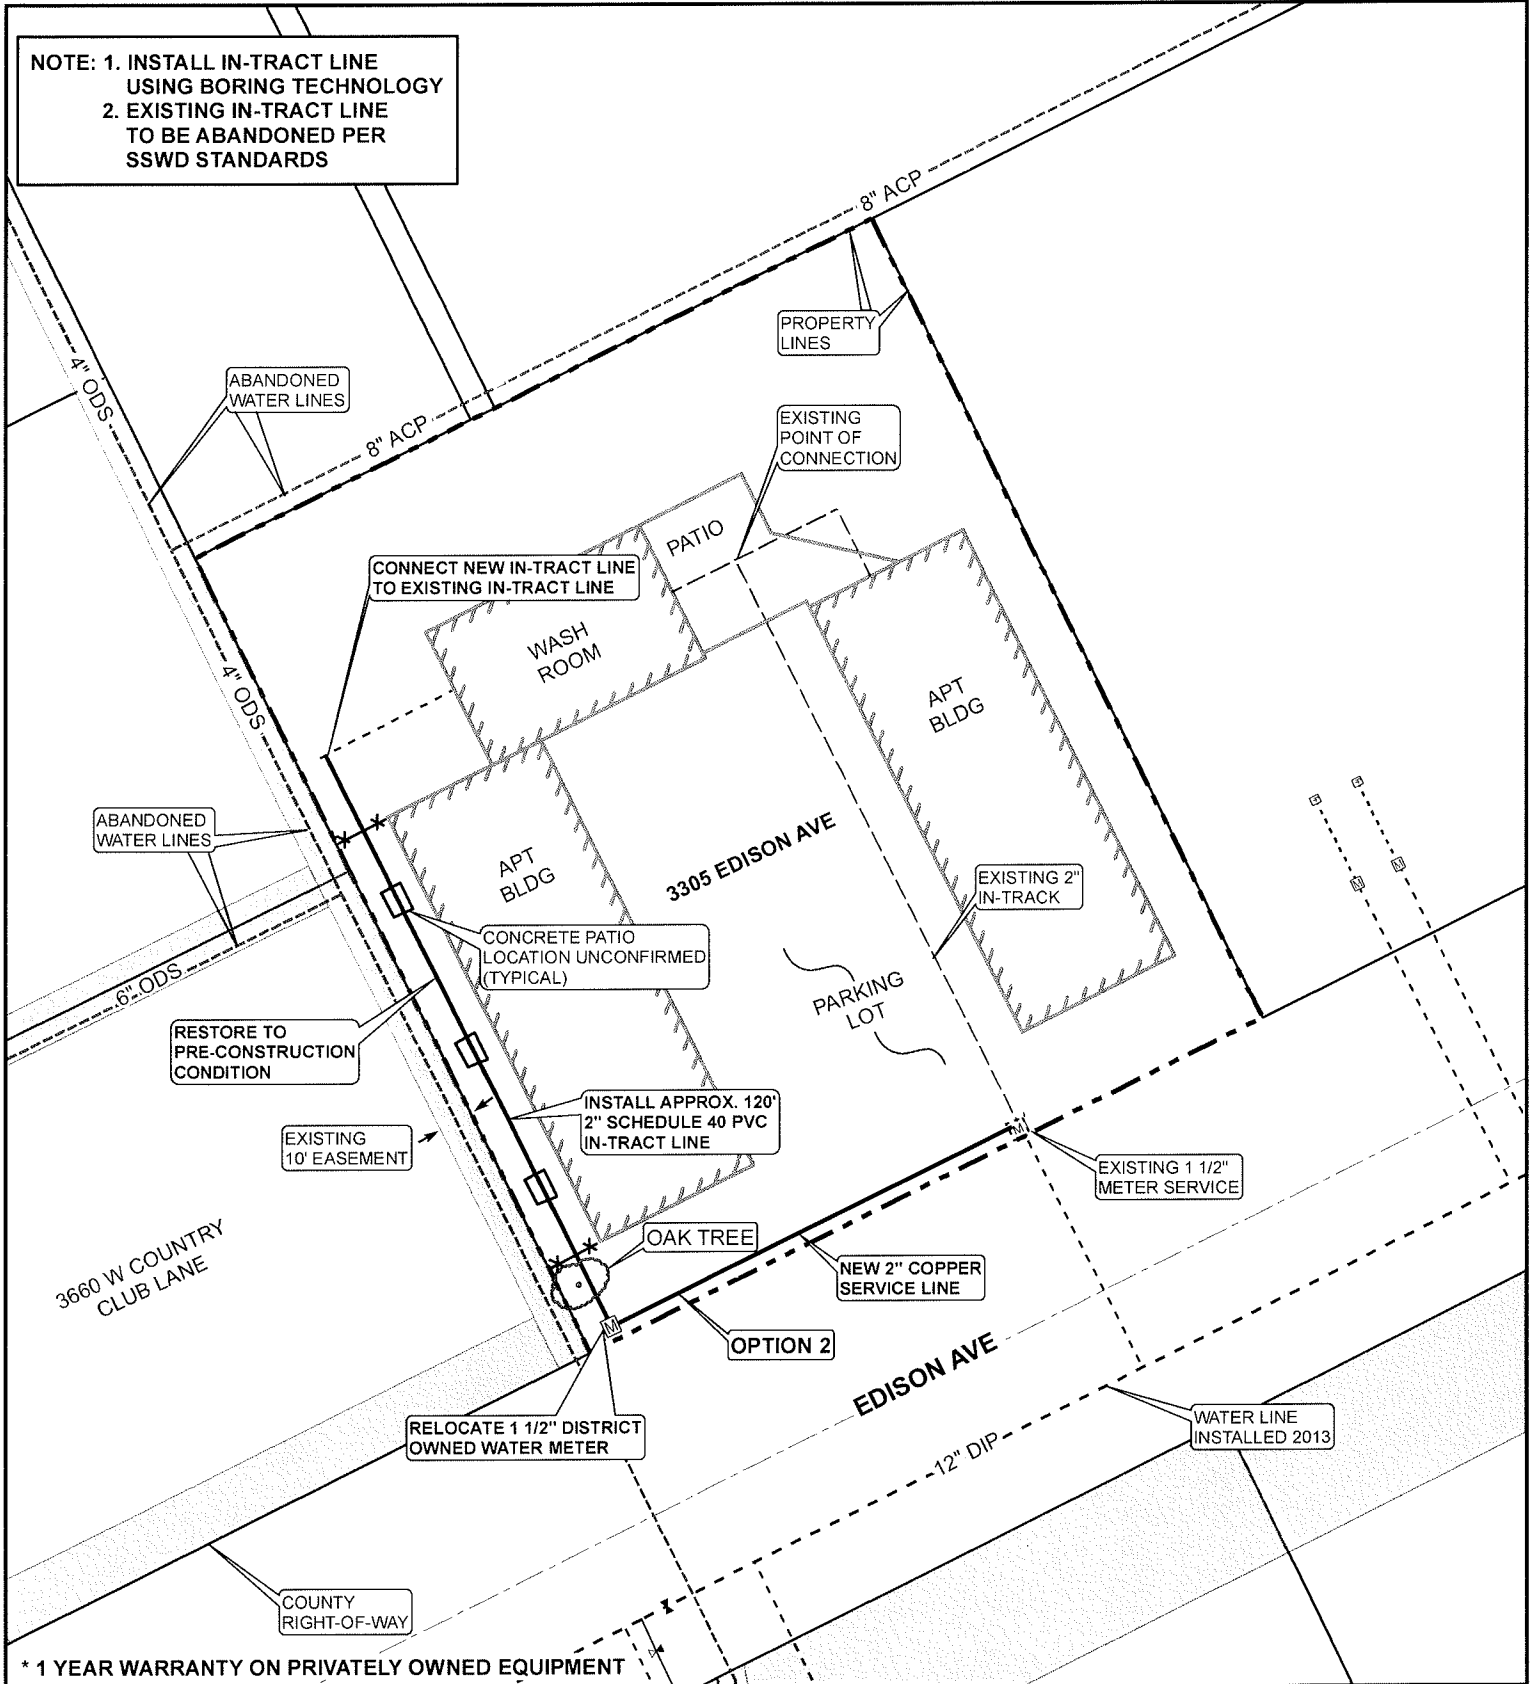 NOTE: 1. INSTALL IN-TRACT LINE
USING BORING TECHNOLOGY
2. EXISTING IN-TRACT LINE
TO BE ABANDONED PER
SSWD STANDARDS
8" ACP
PROPERTY
LINES
4" ODS
ABANDONED
WATER LINES
8" ACP
EXISTING
POINT OF
CONNECTION
PATIO
CONNECT NEW IN-TRACT LINE
TO EXISTING IN-TRACT LINE
WASH
ROOM
4" ODS
APT
BLDG
ABANDONED
WATER LINES
APT
BLDG
3305 EDISON AVE
EXISTING 2"
IN-TRACK
CONCRETE PATIO
LOCATION UNCONFIRMED
(TYPICAL)
6" ODS
PARKING
LOT
RESTORE TO
PRE-CONSTRUCTION
CONDITION
INSTALL APPROX. 120'
2" SCHEDULE 40 PVC
IN-TRACT LINE
EXISTING
10' EASEMENT
M
EXISTING 1 1/2"
METER SERVICE
OAK TREE
3660 W COUNTRY
CLUB LANE
NEW 2" COPPER
SERVICE LINE
M
OPTION 2
EDISON AVE
RELOCATE 1 1/2" DISTRICT
OWNED WATER METER
WATER LINE
INSTALLED 2013
12" DIP
COUNTY
RIGHT-OF-WAY
* 1 YEAR WARRANTY ON PRIVATELY OWNED EQUIPMENT